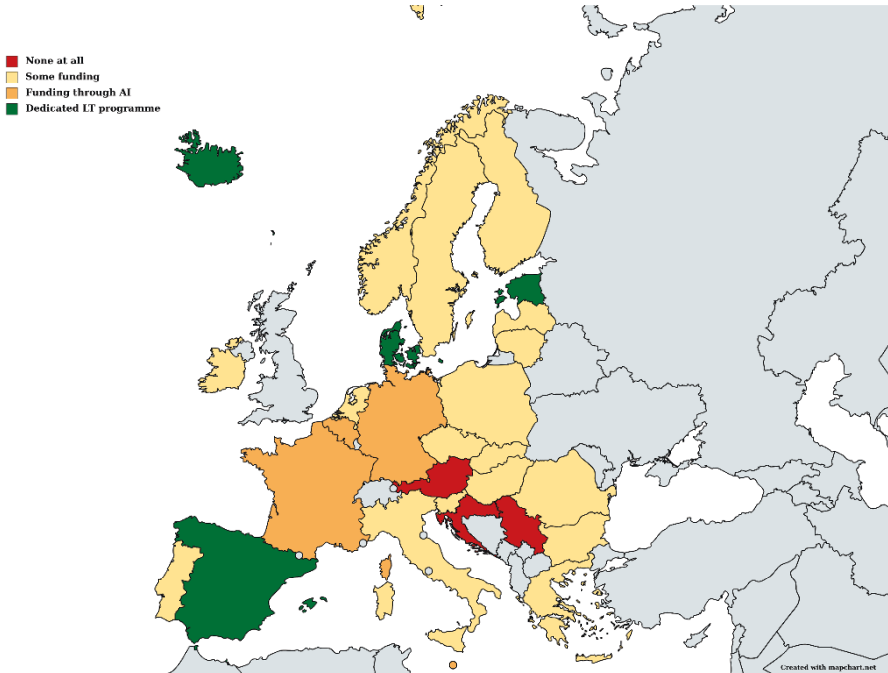 None at all
Some funding
Funding through AI
Dedicated LT programme
Created with mapchart.net